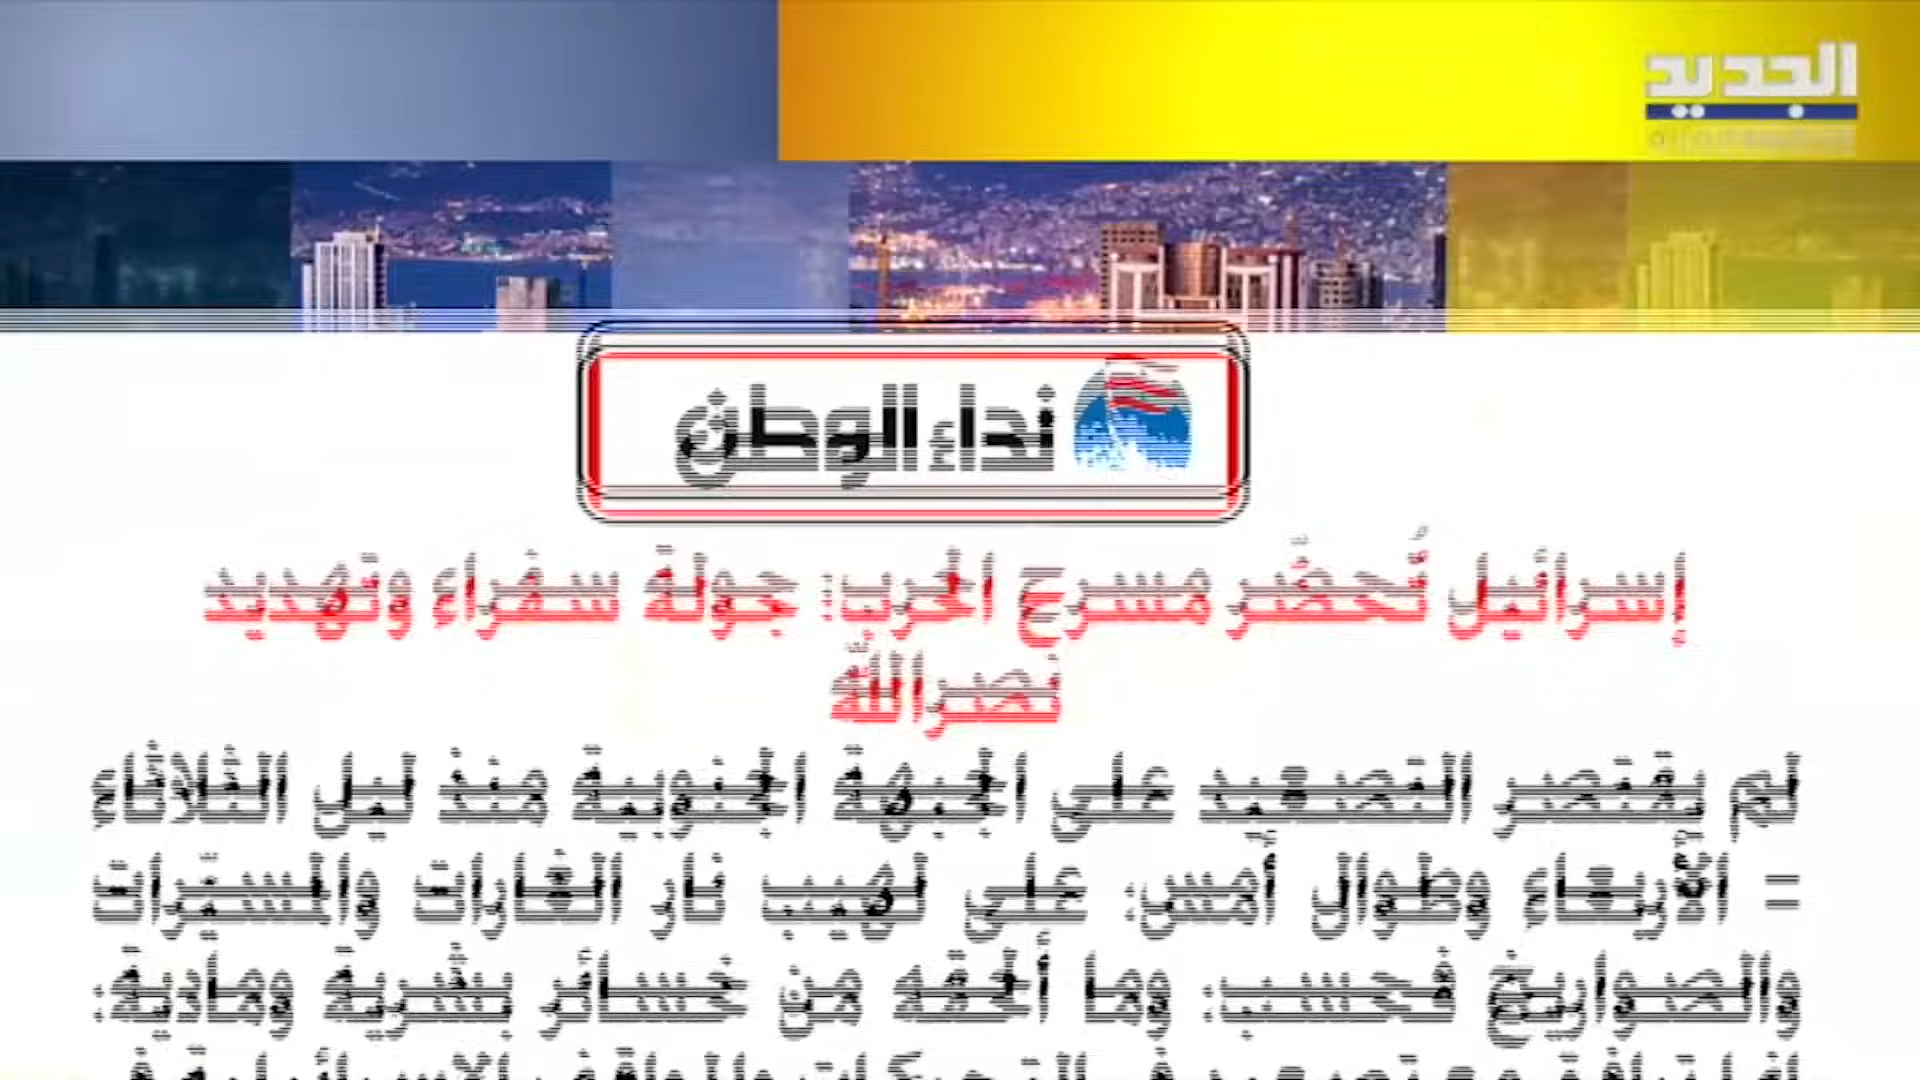 الجديد
نداء الوطن
إسرائيل تُحضّر مسرح الحرب: جولة سفراء وتهديد
نصرالله
لم يقتصر التصعيد على الجبهة الجنوبية منذ ليل الثلاثاء
= الأربعاء وطوال أمس: على لهيب نار الغارات والمسيّرات
والصواريخ فحسب: وما ألحقه من خسائر بشرية ومادية: